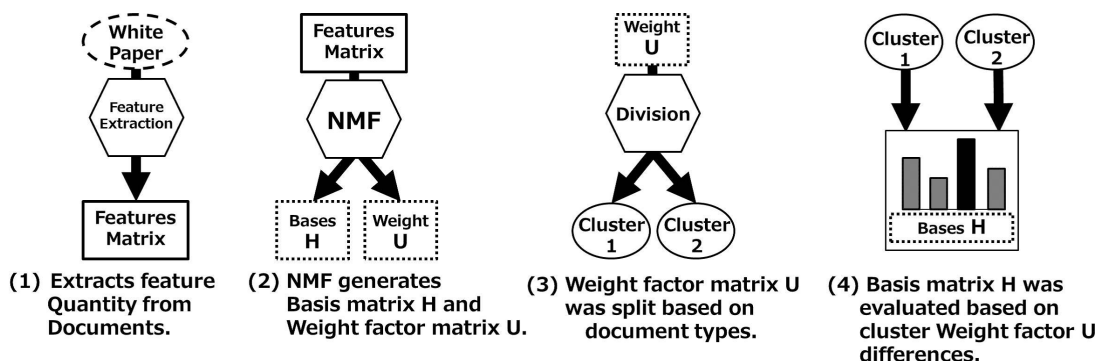 White
Paper
Feature
Extraction
Features
Matrix
(1) Extracts feature
Quantity from
Documents.
Features
Matrix
NMF
Bases
H
Weight
U
(2) NMF generates
Basis matrix H and
Weight factor matrix U.
Weight
U
Division
Cluster
1
Cluster
2
(3) Weight factor matrix U
was split based on
document types.
Cluster
1
Cluster
2
Bases H
(4) Basis matrix H was
evaluated based on
cluster Weight factor U
differences.